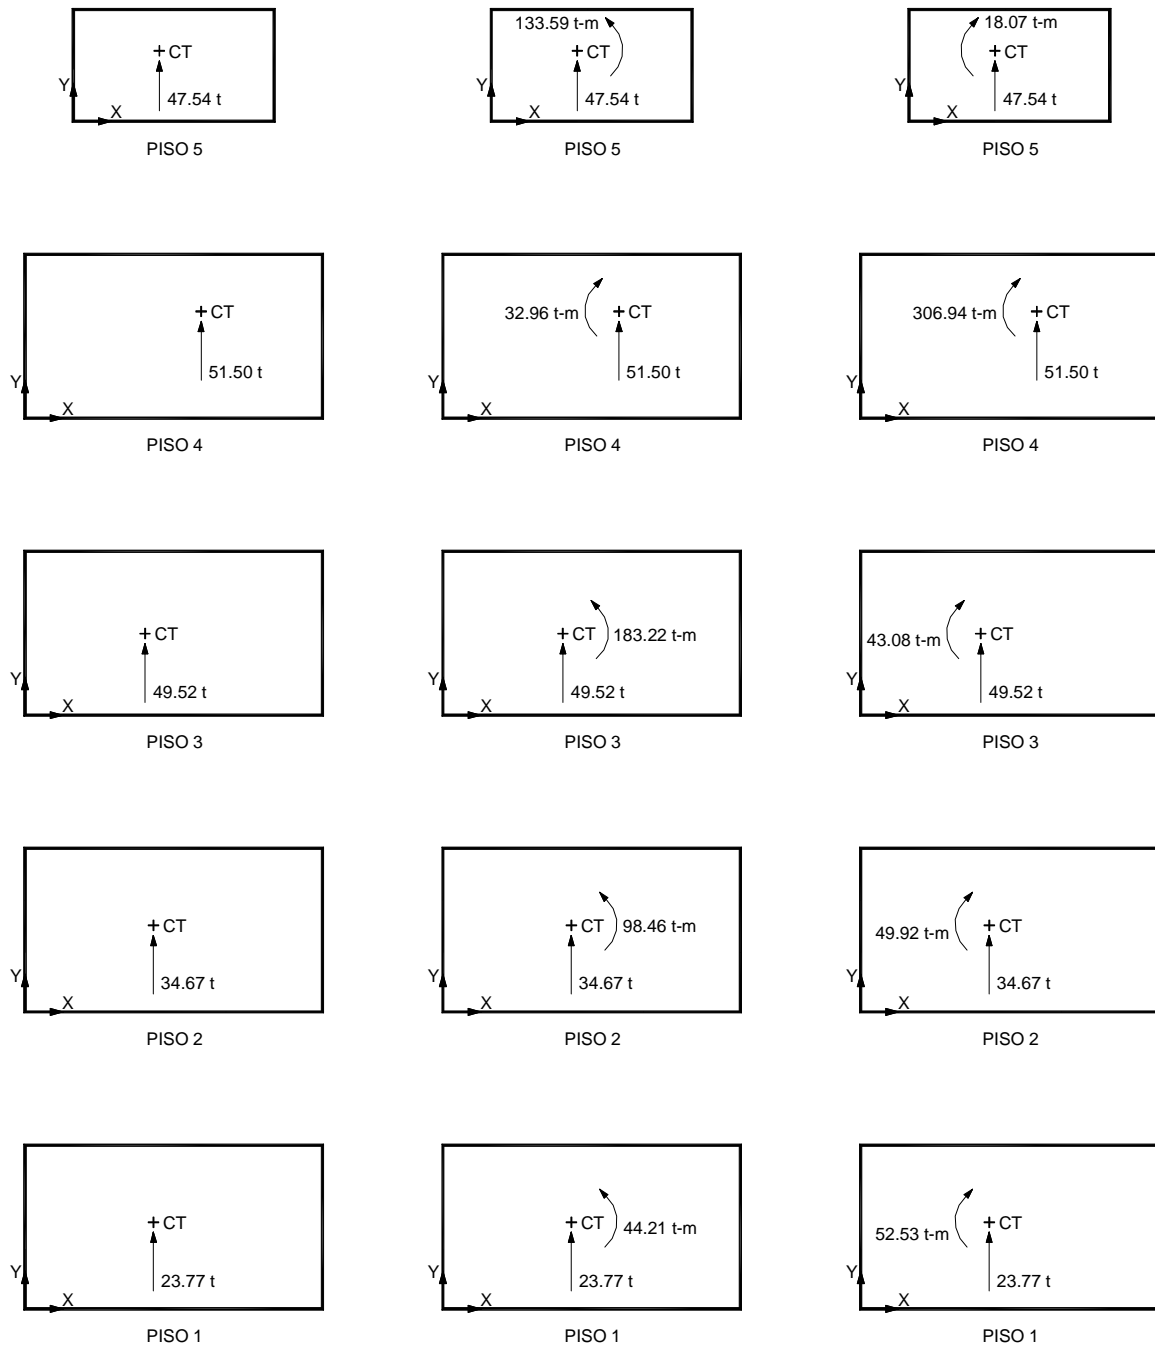 133.59 t-m
18.07 t-m
CT
CT
CT
Y
47.54 t
Y
47.54 t
Y
47.54 t
X
X
X
PISO 5
PISO 5
PISO 5
CT
32.96 t-m
CT
306.94 t-m
CT
Y
51.50 t
Y
51.50 t
Y
51.50 t
X
X
X
PISO 4
PISO 4
PISO 4
CT
CT
183.22 t-m
43.08 t-m
CT
Y
49.52 t
Y
49.52 t
Y
49.52 t
X
X
X
PISO 3
PISO 3
PISO 3
CT
CT
98.46 t-m
49.92 t-m
CT
Y
34.67 t
Y
34.67 t
Y
34.67 t
X
X
X
PISO 2
PISO 2
PISO 2
CT
CT
44.21 t-m
52.53 t-m
CT
Y
23.77 t
Y
23.77 t
Y
23.77 t
X
X
X
PISO 1
PISO 1
PISO 1